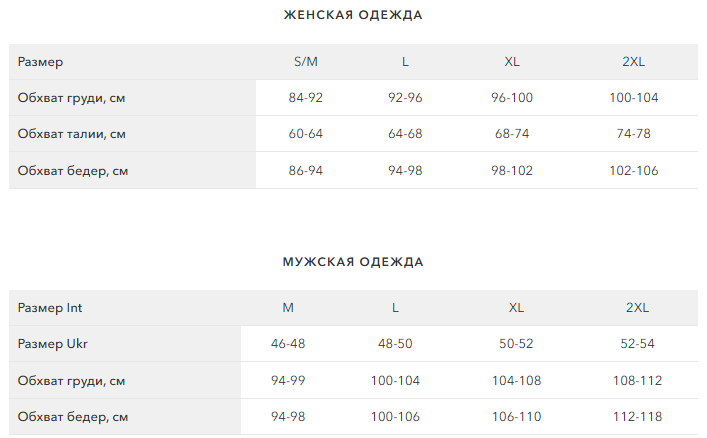 ЖЕНСКАЯ ОДЕЖДА
Размер S/M L XL 2XL
Обхват груди, см 84-92 92-96 96-100 100-104
Обхват талии, см 60-64 64-68 68-74 74-78
Обхват бедер, см 86-94 94-98 98-102 102-106
МУЖСКАЯ ОДЕЖДА
Размер Int M L XL 2XL
Размер Ukr 46-48 48-50 50-52 52-54
Обхват груди, см 94-99 100-104 104-108 108-112
Обхват бедер, см 94-98 100-106 106-110 112-118